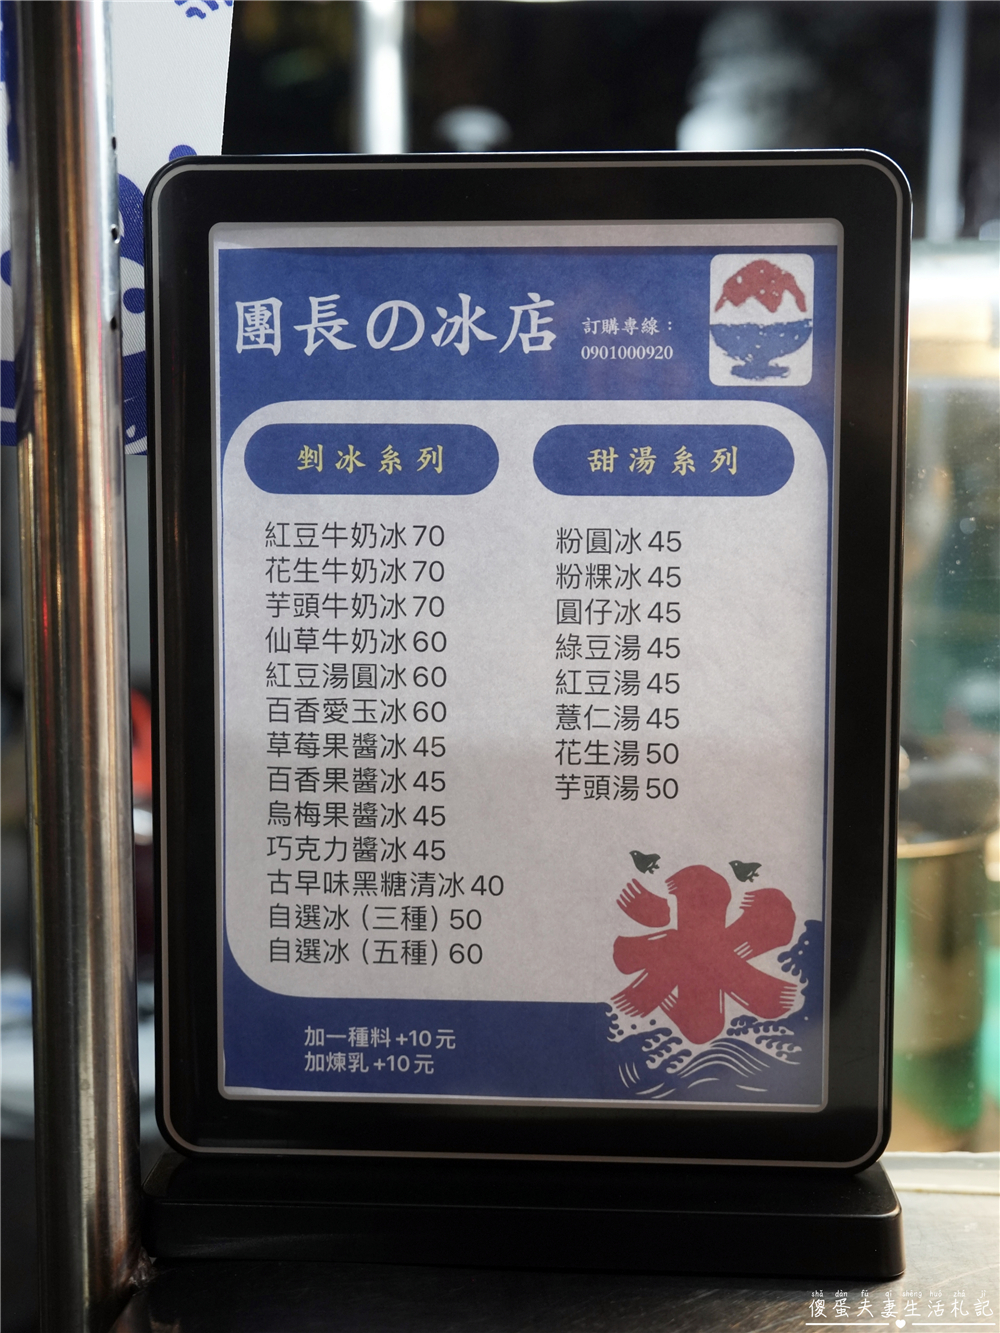 團長の冰店
訂購專線：
0901000920
剉冰系列
紅豆牛奶冰70
花生牛奶冰70
芋頭牛奶冰70
仙草牛奶冰60
紅豆湯圓冰60
百香愛玉冰60
草莓果醬冰45
百香果醬冰45
烏梅果醬冰45
巧克力醬冰45
古早味黑糖清冰40
自選冰（三種）50
自選冰（五種）60
甜湯系列
粉圓冰45
粉粿冰45
圓仔冰45
綠豆湯45
紅豆湯45
薏仁湯45
花生湯50
芋頭湯50
冰
加一種料+10元
加煉乳+10元
shǎ dàn fū qī shēng huó zhá jì
傻蛋夫妻生活札記